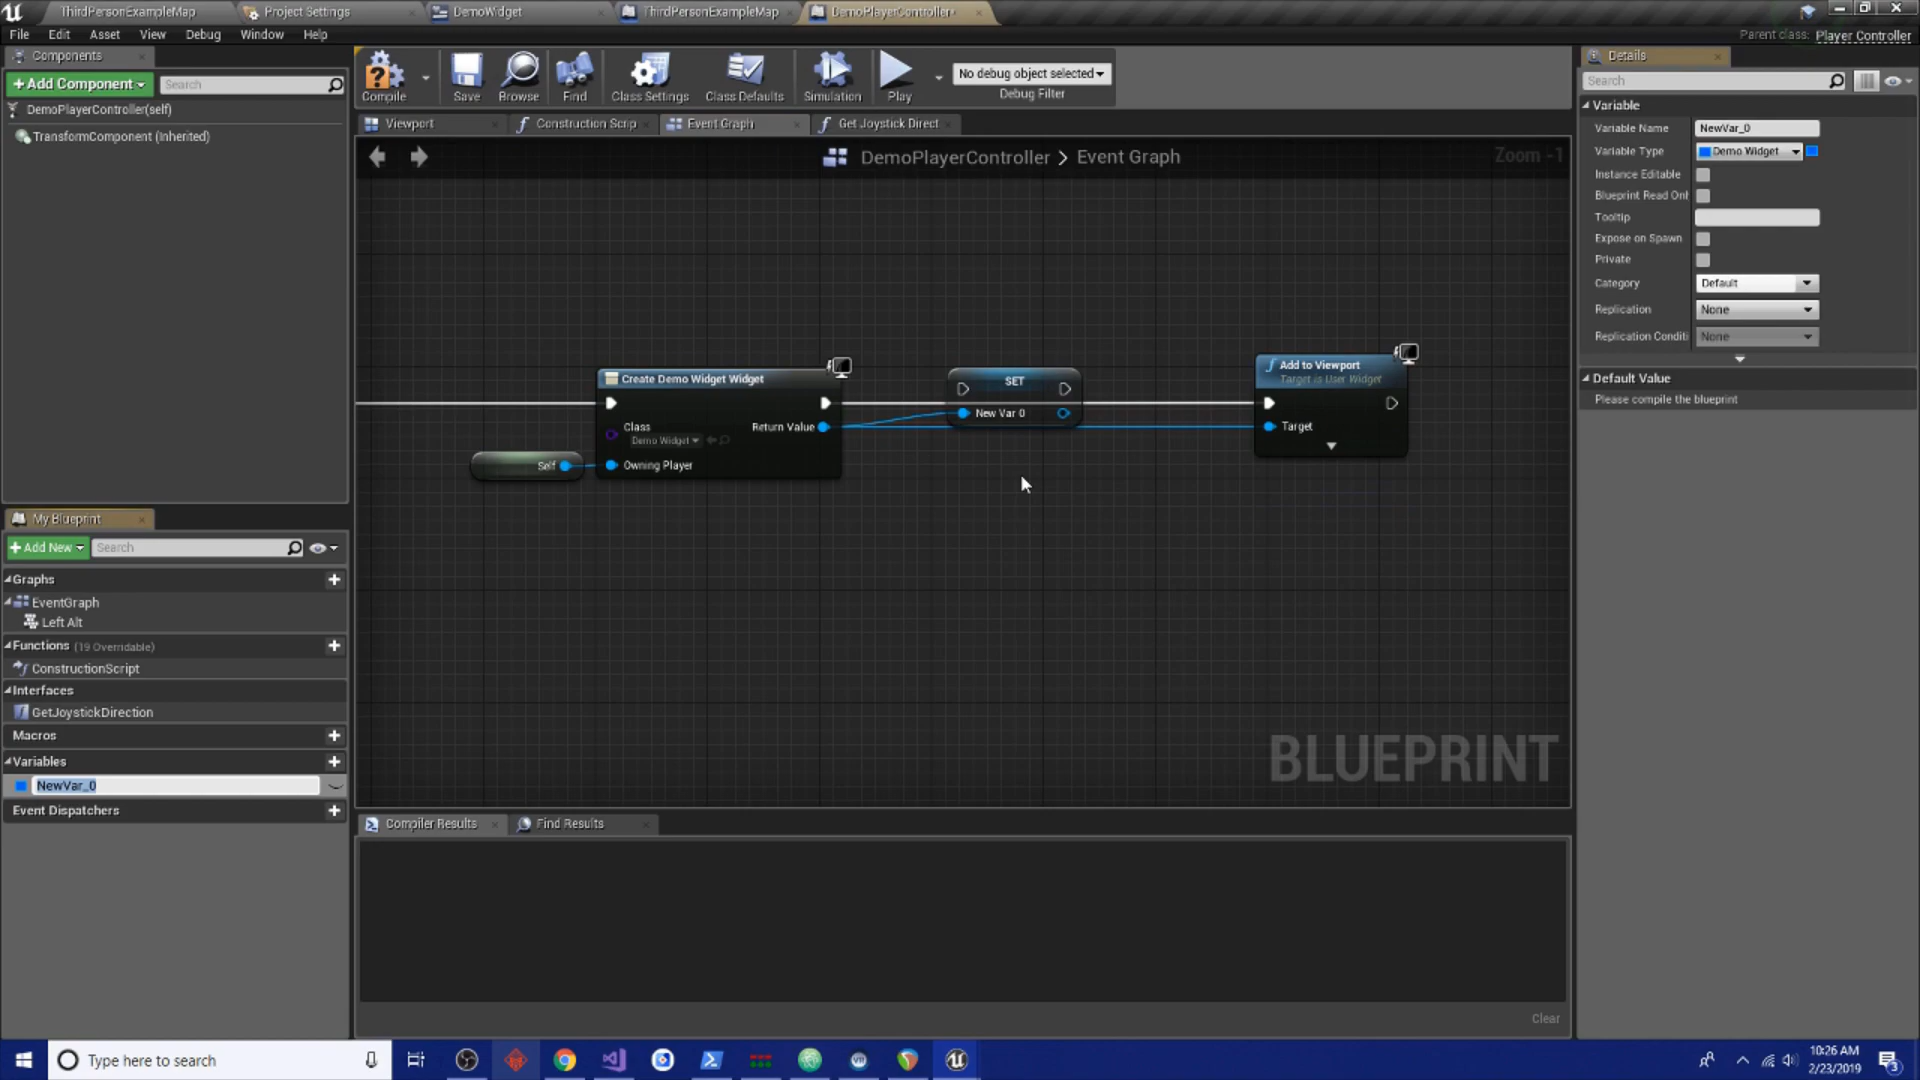 ThirdPersonExampleMap
Project Settings
DemoWidget
ThirdPersonExampleMap
DemoPlayerController*
File Edit Asset View Debug Window Help
Parent class: Player Controller
Components
+Add Component
Search
DemoPlayerController(self)
TransformComponent (Inherited)
Compile
Save
Browse
Find
Class Settings
Class Defaults
Simulation
Play
No debug object selected
Debug Filter
Viewport
Construction Scrip
Event Graph
Get Joystick Direct
DemoPlayerController > Event Graph
Zoom -1
Create Demo Widget Widget
Class
Demo Widget
Return Value
Owning Player
Self
SET
New Var 0
Add to Viewport
Target is User Widget
Target
BLUEPRINT
My Blueprint
+Add New
Search
Graphs
EventGraph
Left Alt
Functions (19 Overridable)
ConstructionScript
Interfaces
GetJoystickDirection
Macros
Variables
NewVar_0
Event Dispatchers
Compiler Results
Find Results
Clear
Details
Search
Variable
Variable Name NewVar_0
Variable Type Demo Widget
Instance Editable
Blueprint Read Onl
Tooltip
Expose on Spawn
Private
Category Default
Replication None
Replication Conditi None
Default Value
Please compile the blueprint
Type here to search
10:26 AM
2/23/2019
3